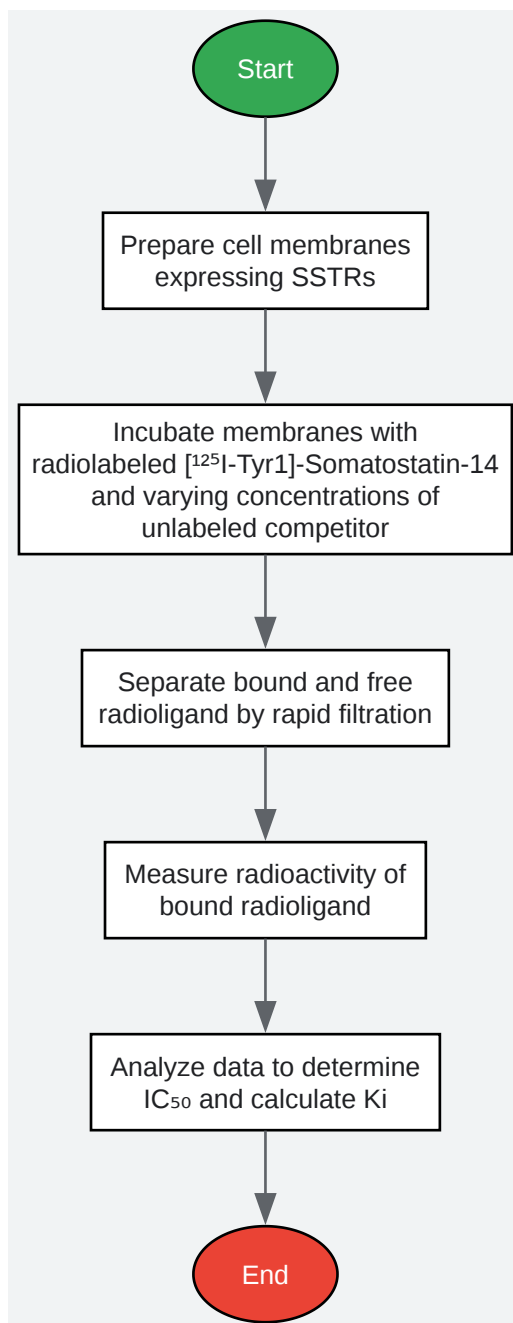 Start
Prepare cell membranes
expressing SSTRs
Incubate membranes with
radiolabeled [¹²⁵I-Tyr1]-Somatostatin-14
and varying concentrations of
unlabeled competitor
Separate bound and free
radioligand by rapid filtration
Measure radioactivity of
bound radioligand
Analyze data to determine
IC₅₀ and calculate Ki
End